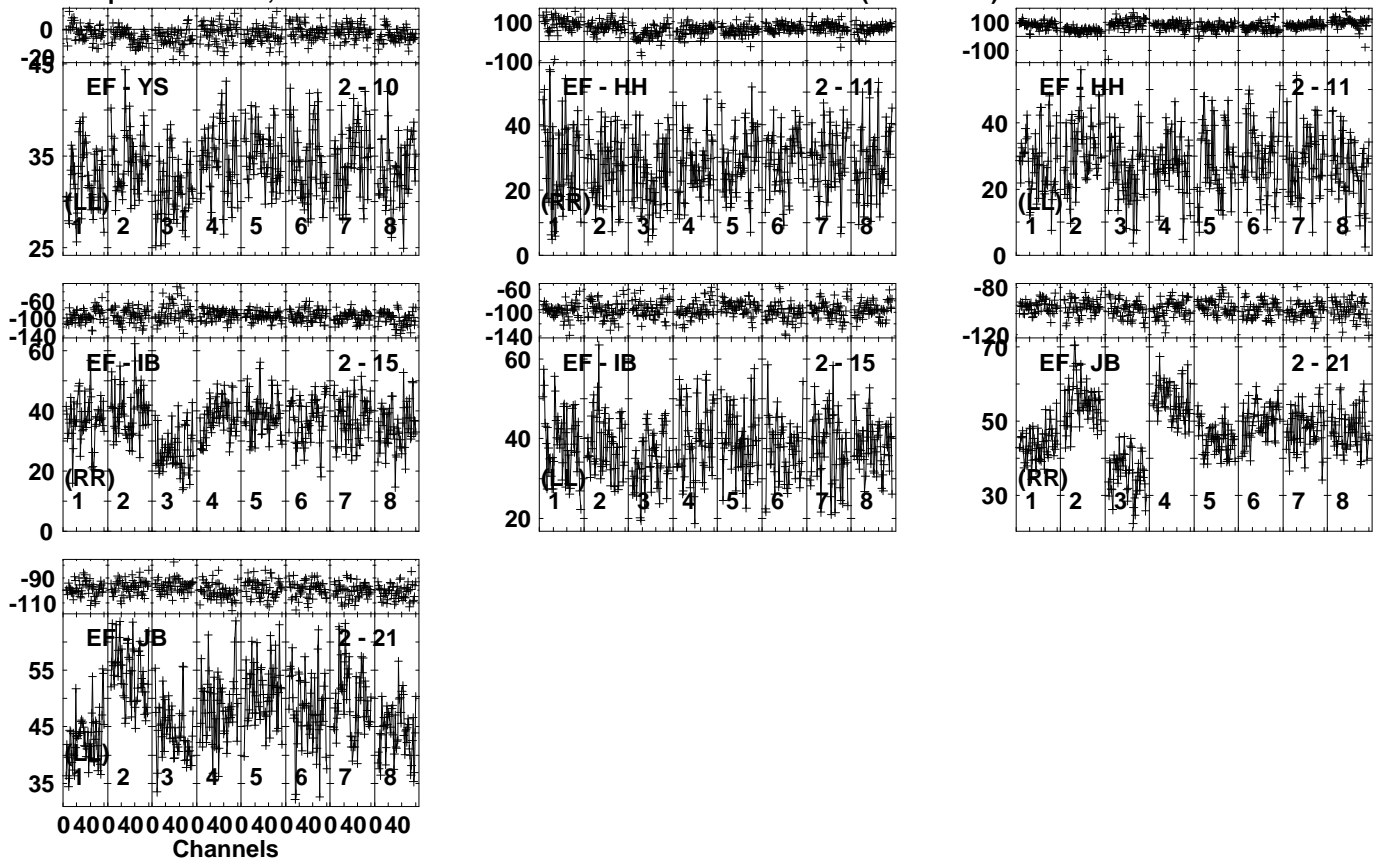 0
-20
45
EF - YS 2 - 10
35
(LL)
1 2 3 4 5 6 7 8
25
100
-100
EF - HH 2 - 11
40
20
(RR)
1 2 3 4 5 6 7 8
0
100
-100
EF - HH 2 - 11
40
20
(LL)
1 2 3 4 5 6 7 8
0
-60
-100
-140
60
EF - IB 2 - 15
40
20
(RR)
1 2 3 4 5 6 7 8
0
-60
-100
-140
60
EF - IB 2 - 15
40
(LL)
1 2 3 4 5 6 7 8
20
-80
-120
70
EF - JB 2 - 21
50
30
(RR)
1 2 3 4 5 6 7 8
-90
-110
EF - JB 2 - 21
55
45
(LL)
1 2 3 4 5 6 7 8
35
0 40 0 40 0 40 0 40 0 40 0 40 0 40 0 40
Channels